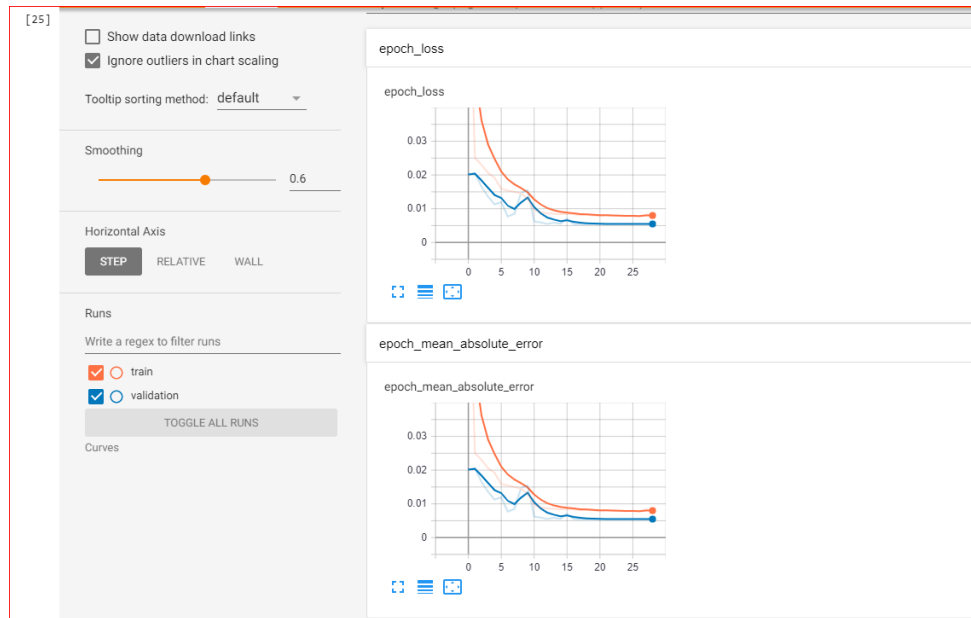 [25]
Show data download links
Ignore outliers in chart scaling
Tooltip sorting method: default
Smoothing
0.6
Horizontal Axis
STEP RELATIVE WALL
Runs
Write a regex to filter runs
train
validation
TOGGLE ALL RUNS
Curves
epoch_loss
epoch_loss
0.03
0.02
0.01
0
0 5 10 15 20 25
epoch_mean_absolute_error
epoch_mean_absolute_error
0.03
0.02
0.01
0
0 5 10 15 20 25